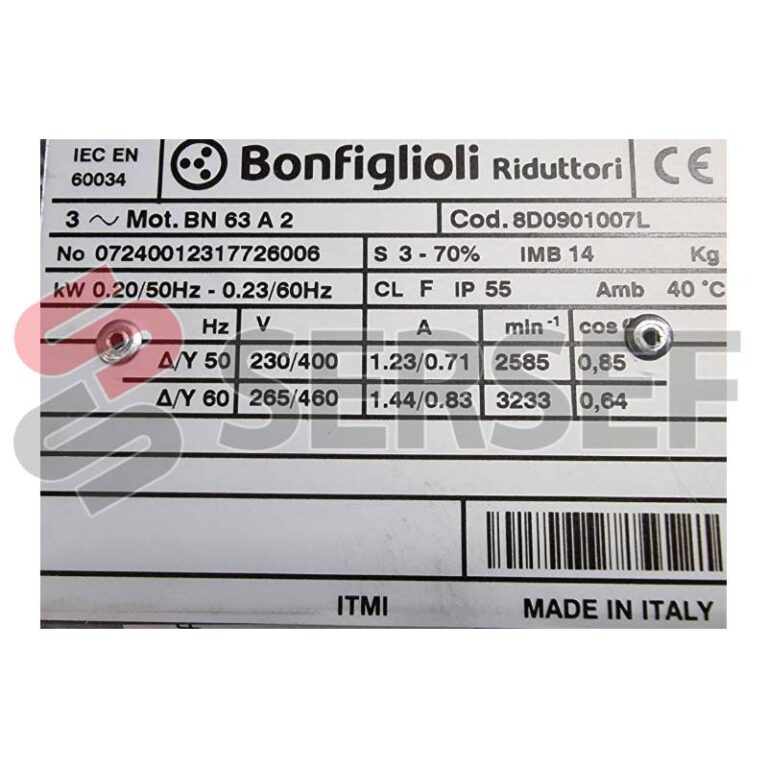 IEC EN
60034
Bonfiglioli Riduttori
CE
3 ~ Mot. BN 63 A 2
Cod. 8D0901007L
No 07240012317726006
S 3 - 70% IMB 14 Kg
kW 0.20/50Hz - 0.23/60Hz
CL F IP 55 Amb 40 °C
Hz V A min-1 cos
Δ/Y 50 230/400 1.23/0.71 2585 0,85
Δ/Y 60 265/460 1.44/0.83 3233 0,64
SERSEF
ITMI
MADE IN ITALY